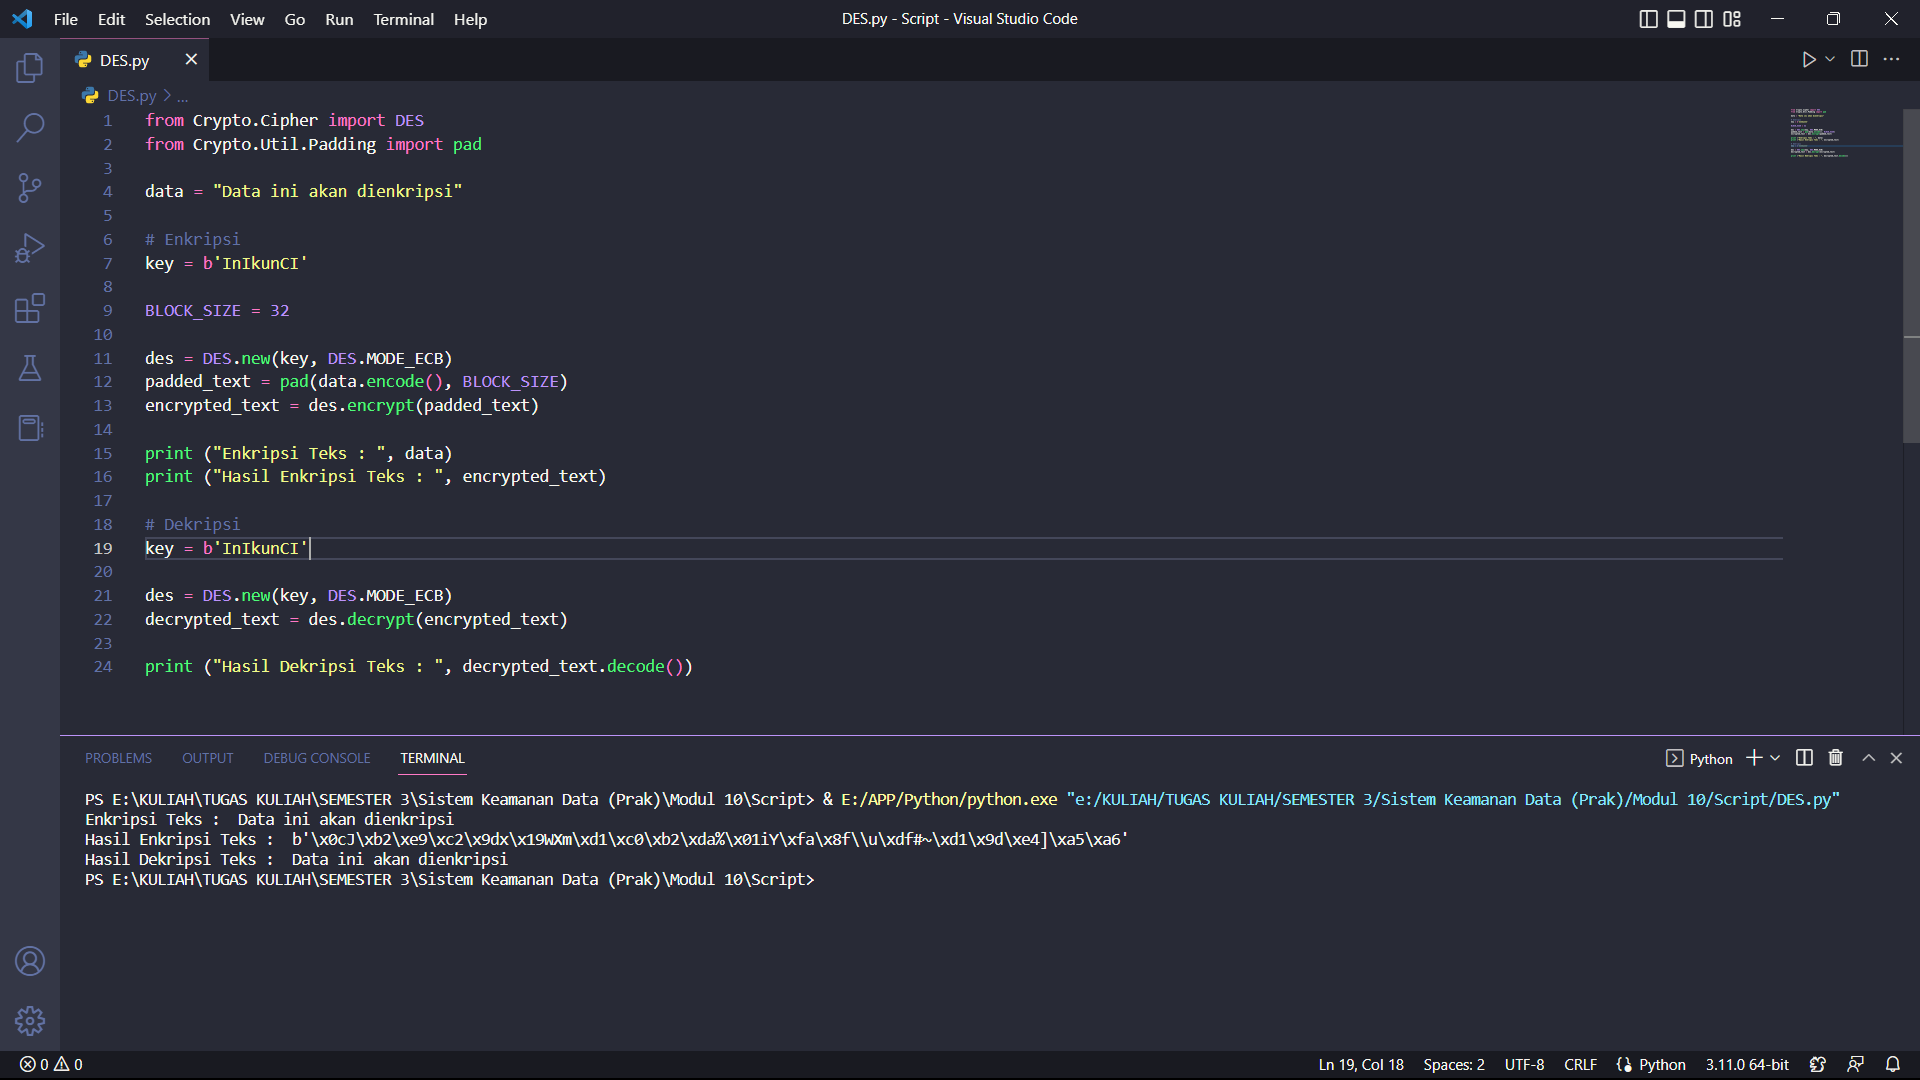 File Edit Selection View Go Run Terminal Help
DES.py - Script - Visual Studio Code
DES.py
DES.py > ...
1 from Crypto.Cipher import DES
2 from Crypto.Util.Padding import pad
3
4 data = "Data ini akan dienkripsi"
5
6 # Enkripsi
7 key = b'InIkunCI'
8
9 BLOCK_SIZE = 32
10
11 des = DES.new(key, DES.MODE_ECB)
12 padded_text = pad(data.encode(), BLOCK_SIZE)
13 encrypted_text = des.encrypt(padded_text)
14
15 print ("Enkripsi Teks : ", data)
16 print ("Hasil Enkripsi Teks : ", encrypted_text)
17
18 # Dekripsi
19 key = b'InIkunCI'
20
21 des = DES.new(key, DES.MODE_ECB)
22 decrypted_text = des.decrypt(encrypted_text)
23
24 print ("Hasil Dekripsi Teks : ", decrypted_text.decode())
PROBLEMS OUTPUT DEBUG CONSOLE TERMINAL
Python
PS E:\KULIAH\TUGAS KULIAH\SEMESTER 3\Sistem Keamanan Data (Prak)\Modul 10\Script> & E:/APP/Python/python.exe "e:/KULIAH/TUGAS KULIAH/SEMESTER 3/Sistem Keamanan Data (Prak)/Modul 10/Script/DES.py"
Enkripsi Teks :  Data ini akan dienkripsi
Hasil Enkripsi Teks :  b'\x0cJ\xb2\xe9\xc2\x9dx\x19WXm\xd1\xc0\xb2\xda%\x01iY\xfa\x8f\\u\xdf#~\xd1\x9d\xe4]\xa5\xa6'
Hasil Dekripsi Teks :  Data ini akan dienkripsi
PS E:\KULIAH\TUGAS KULIAH\SEMESTER 3\Sistem Keamanan Data (Prak)\Modul 10\Script>
0 0
Ln 19, Col 18 Spaces: 2 UTF-8 CRLF Python 3.11.0 64-bit